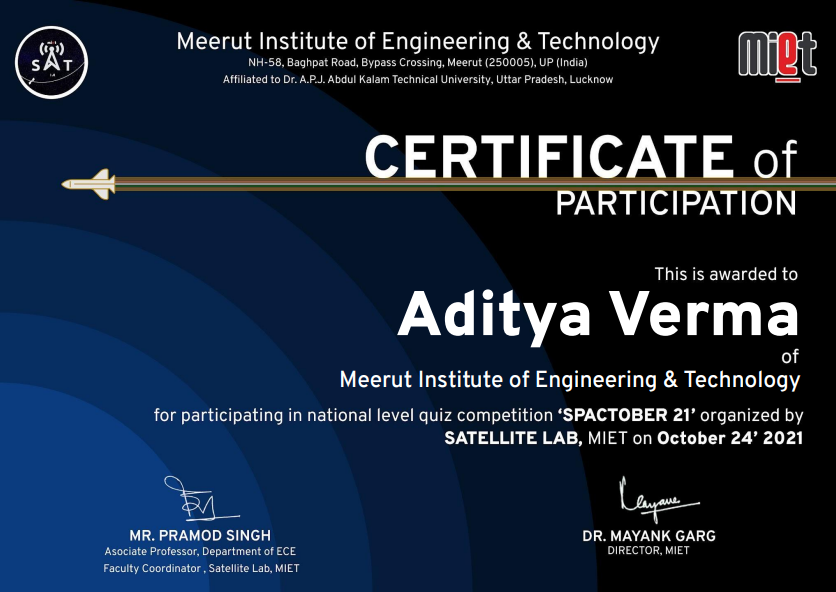 SAT
Meerut Institute of Engineering & Technology
NH-58, Baghpat Road, Bypass Crossing, Meerut (250005), UP (India)
Affiliated to Dr. A.P.J. Abdul Kalam Technical University, Uttar Pradesh, Lucknow
miet
CERTIFICATE of
PARTICIPATION
This is awarded to
Aditya Verma
of
Meerut Institute of Engineering & Technology
for participating in national level quiz competition ‘SPACTOBER 21’ organized by
SATELLITE LAB, MIET on October 24’ 2021
MR. PRAMOD SINGH
Asociate Professor, Department of ECE
Faculty Coordinator , Satellite Lab, MIET
DR. MAYANK GARG
DIRECTOR, MIET